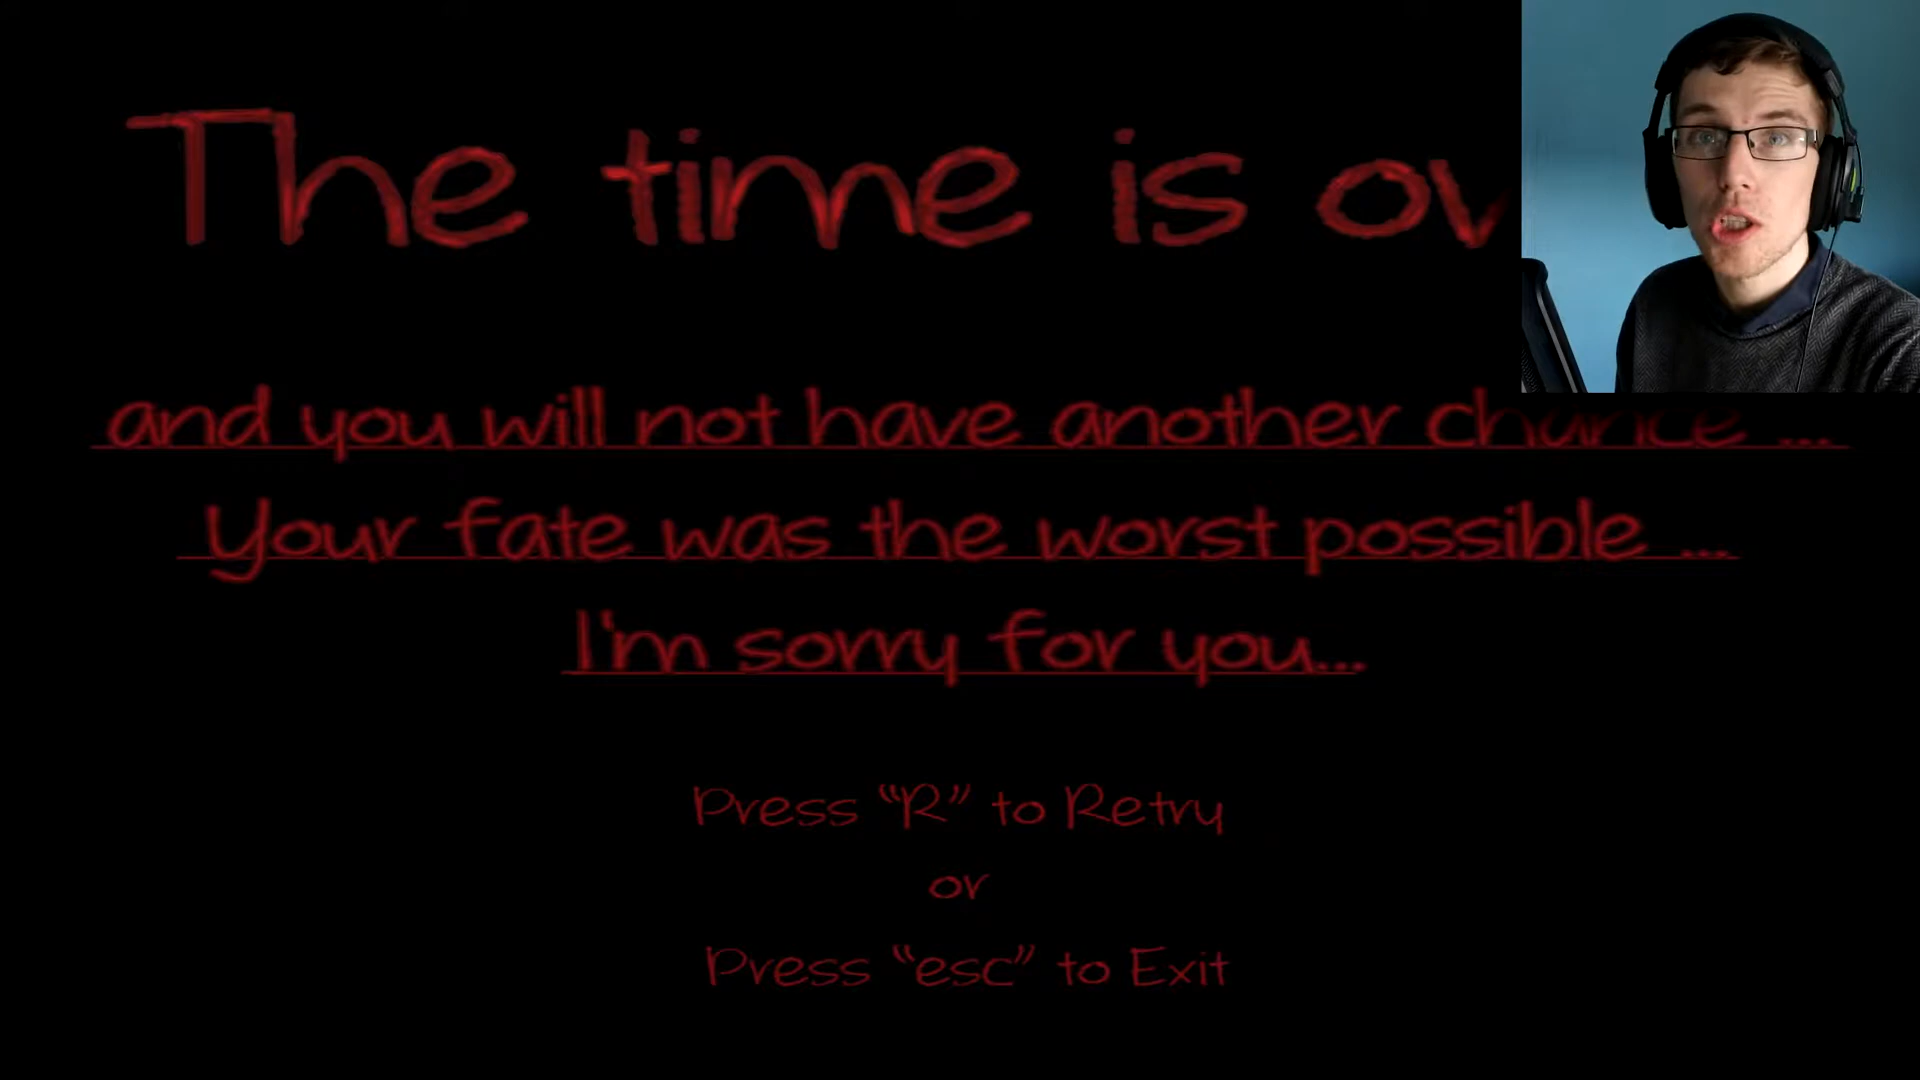 The time is ov
and you will not have another chance ...
Your fate was the worst possible ...
I'm sorry for you...
Press “R” to Retry
or
Press “esc” to Exit